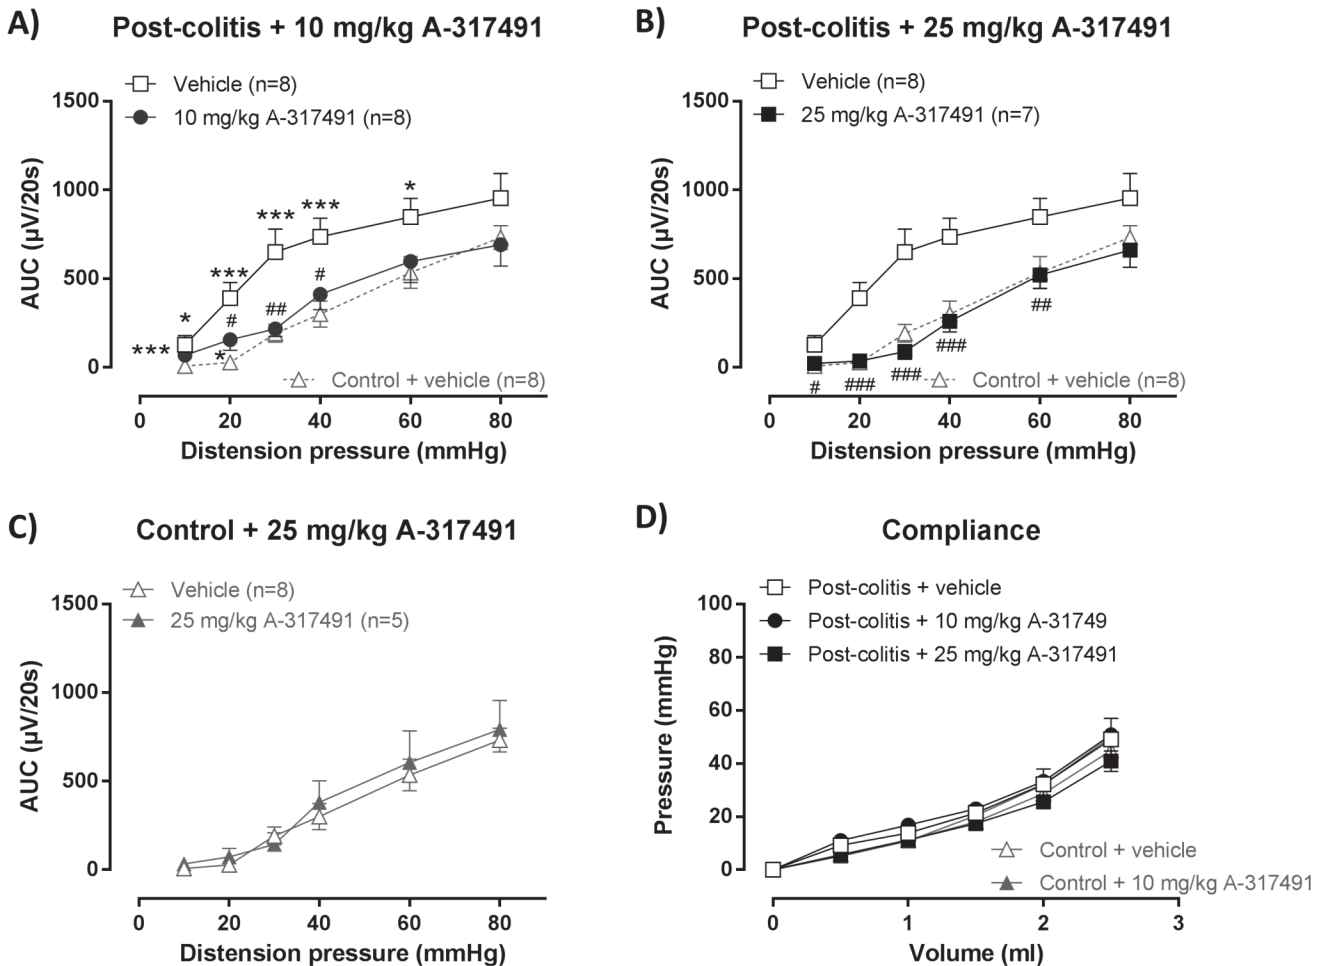 A)
Post-colitis + 10 mg/kg A-317491
Vehicle (n=8)
10 mg/kg A-317491 (n=8)
1500
1000
500
0
AUC (µV/20s)
*
***
***
***
*
***
#
*
##
#
Control + vehicle (n=8)
0 20 40 60 80
Distension pressure (mmHg)
B)
Post-colitis + 25 mg/kg A-317491
Vehicle (n=8)
25 mg/kg A-317491 (n=7)
1500
1000
500
0
AUC (µV/20s)
#
###
###
###
##
Control + vehicle (n=8)
0 20 40 60 80
Distension pressure (mmHg)
C)
Control + 25 mg/kg A-317491
Vehicle (n=8)
25 mg/kg A-317491 (n=5)
1500
1000
500
0
AUC (µV/20s)
0 20 40 60 80
Distension pressure (mmHg)
D)
Compliance
Post-colitis + vehicle
Post-colitis + 10 mg/kg A-31749
Post-colitis + 25 mg/kg A-317491
100
80
60
40
20
0
Pressure (mmHg)
Control + vehicle
Control + 10 mg/kg A-317491
0 1 2 3
Volume (ml)